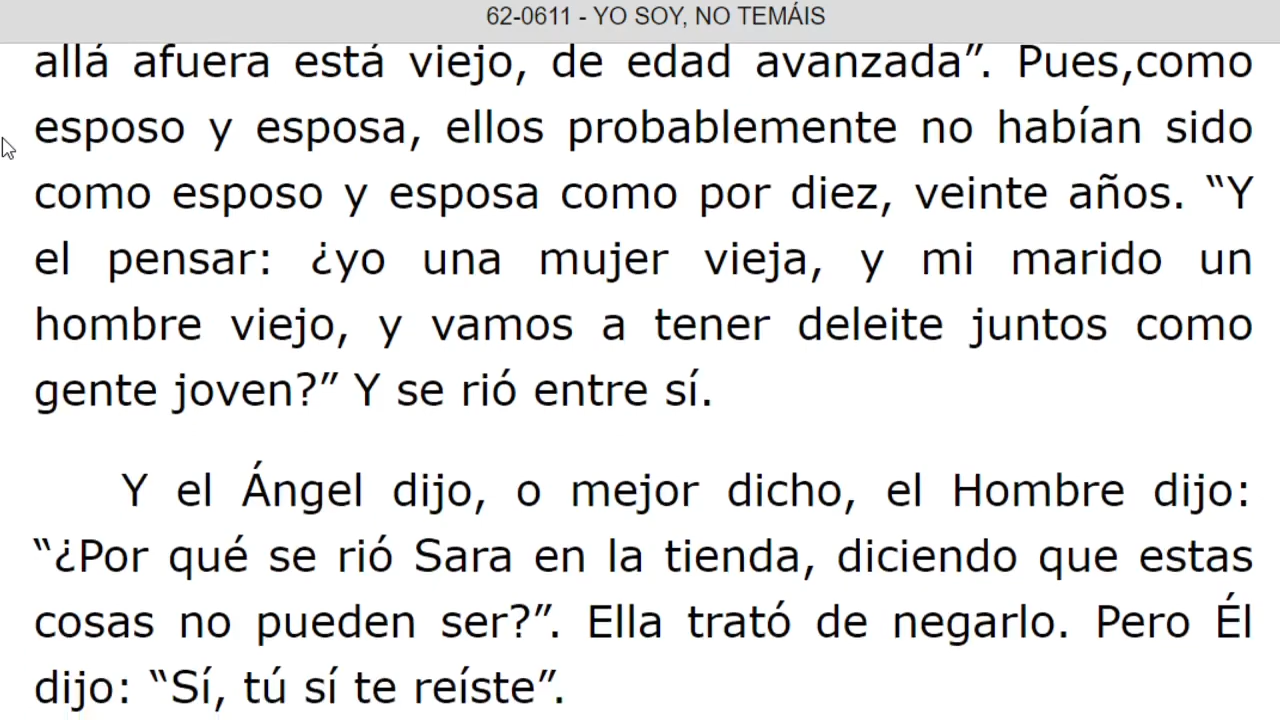 62-0611 - YO SOY, NO TEMÁIS
allá afuera está viejo, de edad avanzada”. Pues,como
esposo y esposa, ellos probablemente no habían sido
como esposo y esposa como por diez, veinte años. “Y
el pensar: ¿yo una mujer vieja, y mi marido un
hombre viejo, y vamos a tener deleite juntos como
gente joven?” Y se rió entre sí.
Y el Ángel dijo, o mejor dicho, el Hombre dijo:
“¿Por qué se rió Sara en la tienda, diciendo que estas
cosas no pueden ser?”. Ella trató de negarlo. Pero Él
dijo: “Sí, tú sí te reíste”.